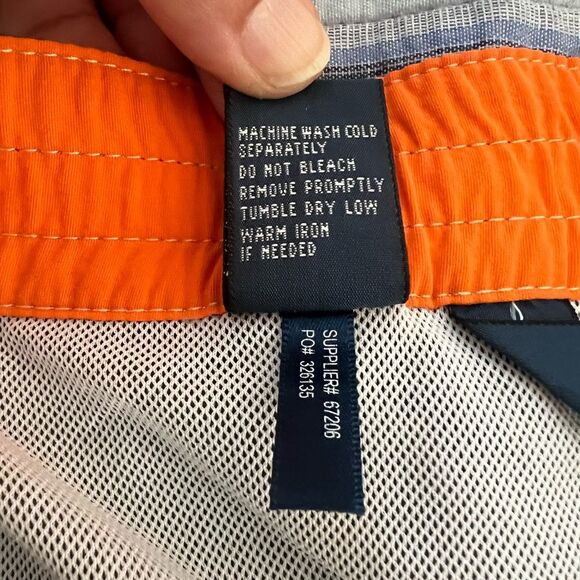 MACHINE WASH COLD
SEPARATELY
DO NOT BLEACH
REMOVE PROMPTLY
TUMBLE DRY LOW
WARM IRON
IF NEEDED
SUPPLIER# 67206
PO# 326135